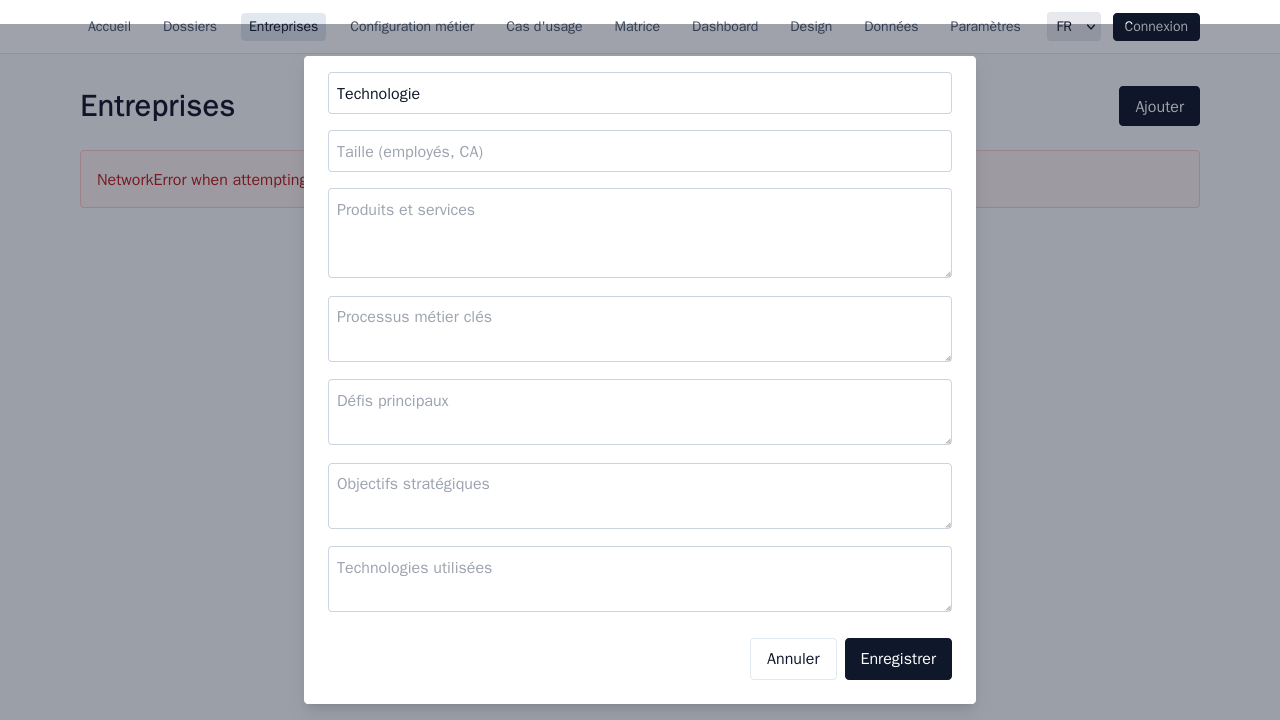 Accueil Dossiers Entreprises Configuration métier Cas d'usage Matrice Dashboard Design Données Paramètres FR Connexion
Entreprises
Ajouter
NetworkError when attempting
Technologie
Taille (employés, CA)
Produits et services
Processus métier clés
Défis principaux
Objectifs stratégiques
Technologies utilisées
Annuler Enregistrer